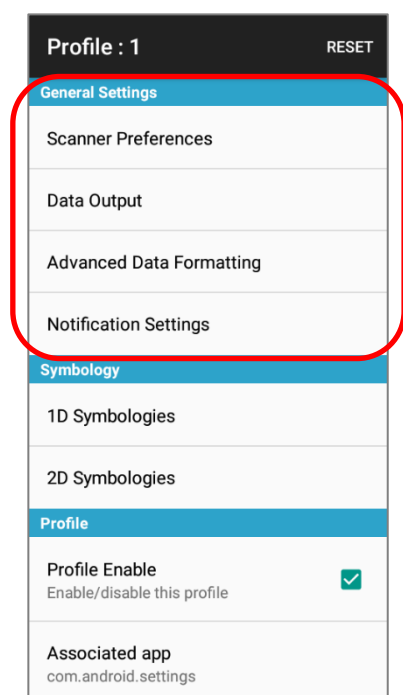 Profile : 1
RESET
General Settings
Scanner Preferences
Data Output
Advanced Data Formatting
Notification Settings
Symbology
1D Symbologies
2D Symbologies
Profile
Profile Enable
Enable/disable this profile
Associated app
com.android.settings